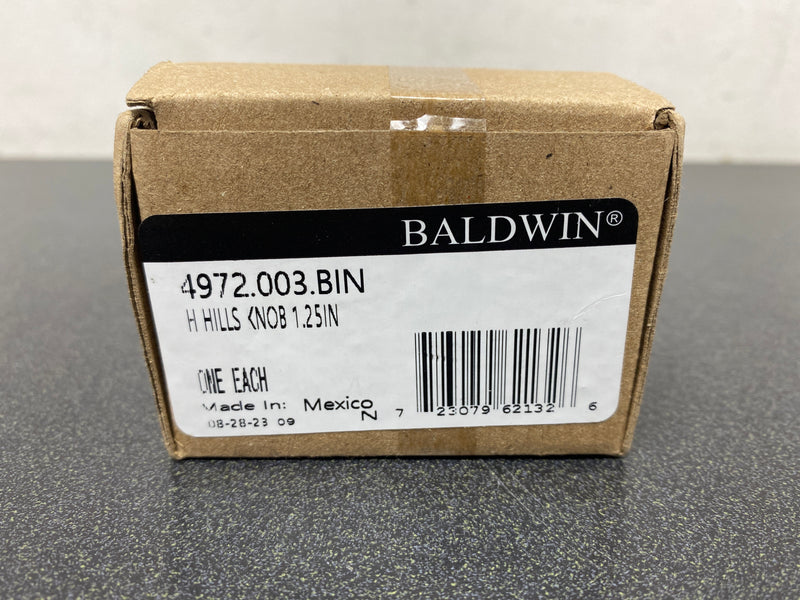 BALDWIN®
4972.003.BIN
H HILLS KNOB 1.25IN
ONE EACH
Made In: Mexico
N
08-28-23 09
7 23079 62132 6